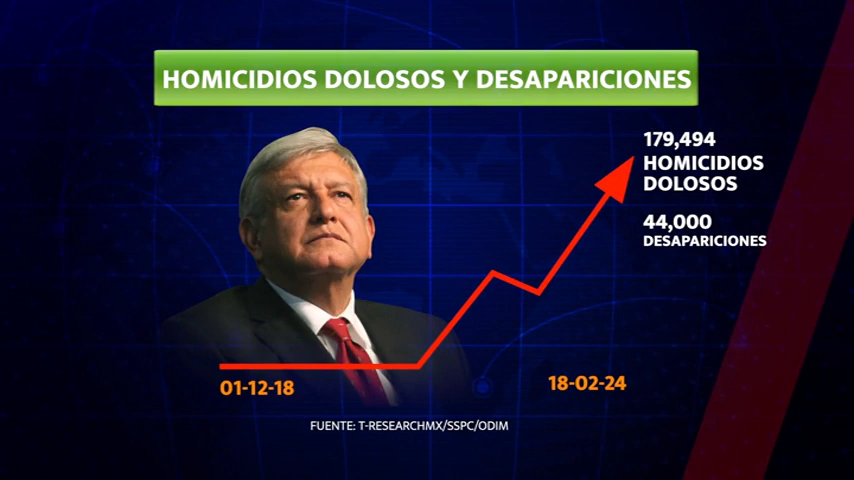 HOMICIDIOS DOLOSOS Y DESAPARICIONES
179,494
HOMICIDIOS
DOLOSOS
44,000
DESAPARICIONES
01-12-18
18-02-24
FUENTE: T-RESEARCHMX/SSPC/ODIM